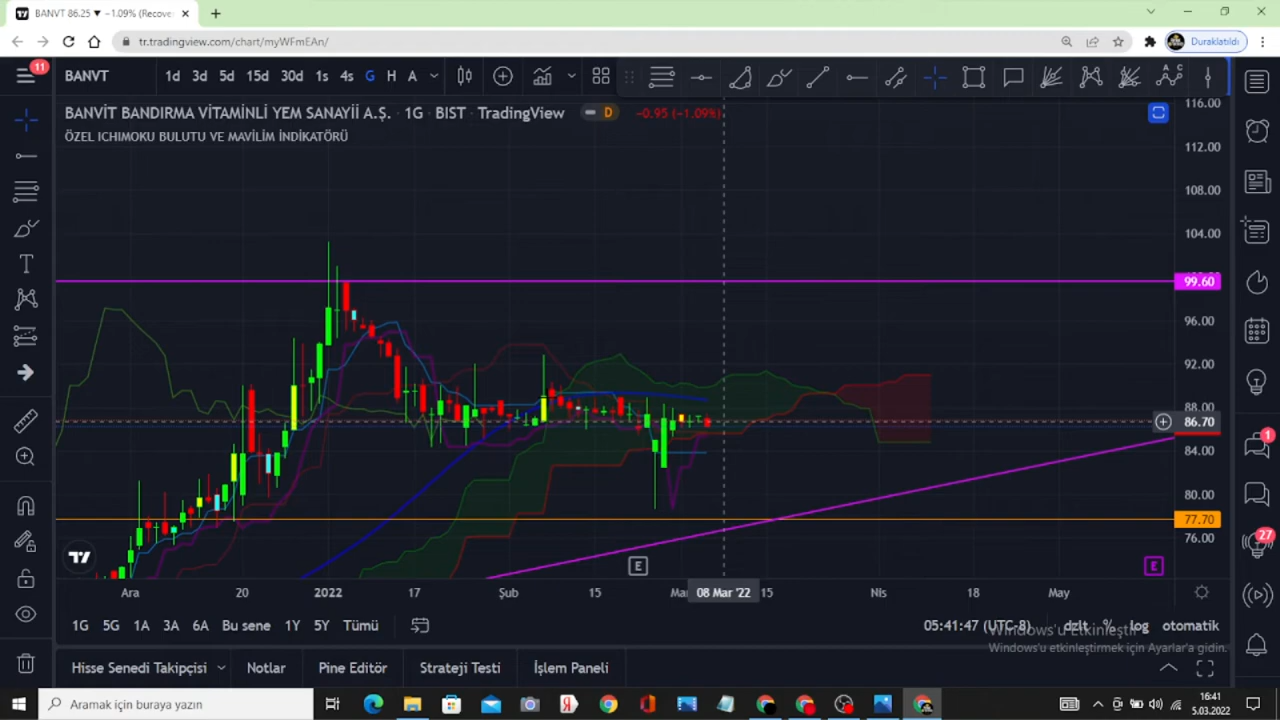 BANVT 86.25 ▼ −1.09% (Recove
tr.tradingview.com/chart/myWFmEAn/
Duraklatıldı
11
BANVT
1d 3d 5d 15d 30d 1s 4s G H A
BANVİT BANDIRMA VİTAMİNLİ YEM SANAYİİ A.Ş. · 1G · BIST · TradingView D −0.95 (−1.09%)
ÖZEL ICHIMOKU BULUTU VE MAVİLİM İNDİKATÖRÜ
116.00
112.00
108.00
104.00
99.60
96.00
92.00
88.00
86.70
84.00
80.00
77.70
76.00
1
27
E
E
Ara 20 2022 17 Şub 15 Mar 08 Mar '22 15 Nis 18 May
1G 5G 1A 3A 6A Bu sene 1Y 5Y Tümü
05:41:47 (UTC-8) dzlt % log otomatik
Windows'u Etkinleştir
Windows'u etkinleştirmek için Ayarlar'a gidin.
Hisse Senedi Takipçisi Notlar Pine Editör Strateji Testi İşlem Paneli
Aramak için buraya yazın
16:41
5.03.2022